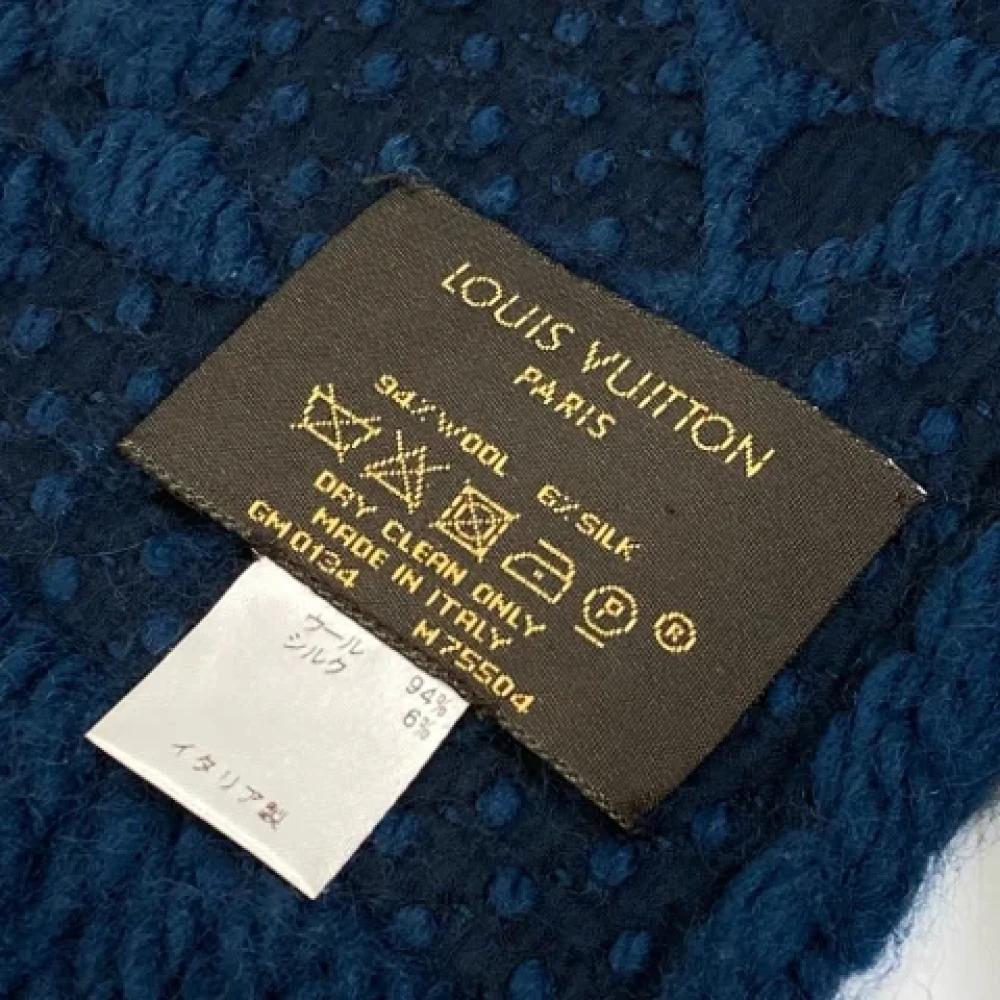 LOUIS VUITTON
PARIS
94% WOOL 6% SILK
P ®
DRY CLEAN ONLY
MADE IN ITALY
GM0134 M75504
ウール 94%
シルク 6%
イタリア製